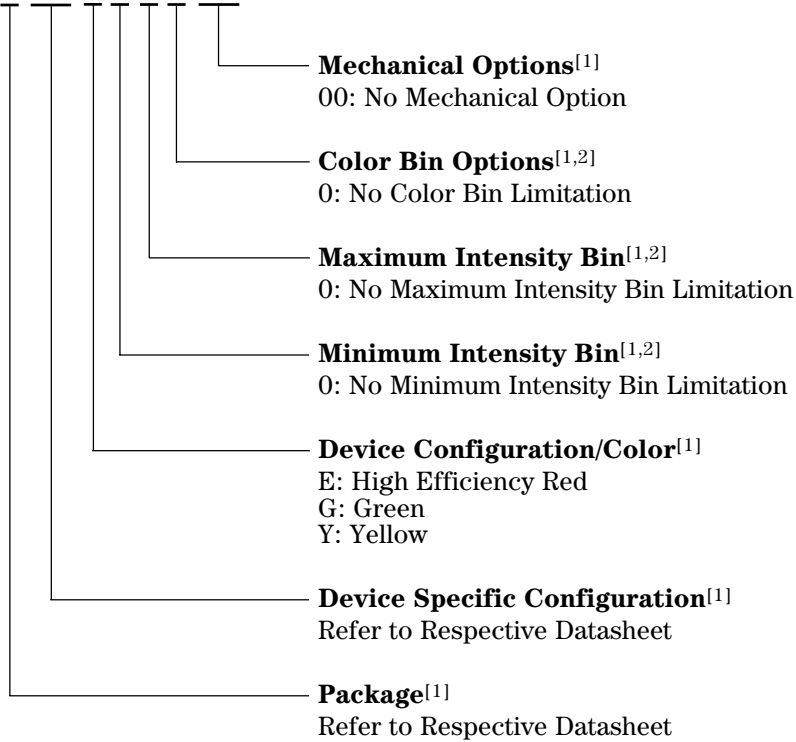 Mechanical Options[1]
00: No Mechanical Option
Color Bin Options[1,2]
0: No Color Bin Limitation
Maximum Intensity Bin[1,2]
0: No Maximum Intensity Bin Limitation
Minimum Intensity Bin[1,2]
0: No Minimum Intensity Bin Limitation
Device Configuration/Color[1]
E: High Efficiency Red
G: Green
Y: Yellow
Device Specific Configuration[1]
Refer to Respective Datasheet
Package[1]
Refer to Respective Datasheet